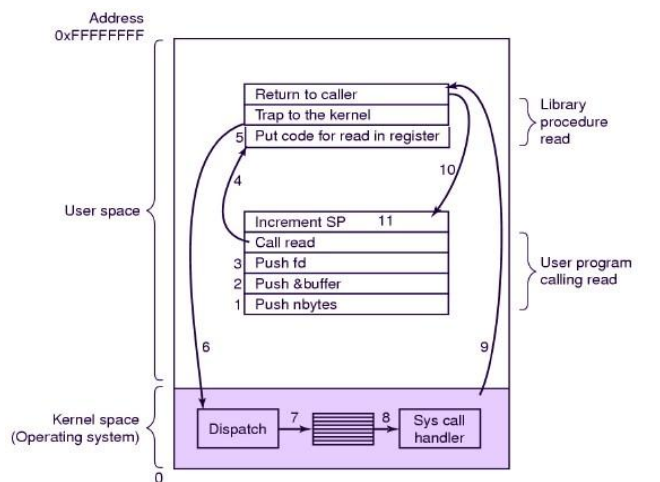 Address
0xFFFFFFFF
Return to caller
Trap to the kernel
5 Put code for read in register
Library
procedure
read
4
10
User space
Increment SP 11
Call read
3 Push fd
2 Push &buffer
1 Push nbytes
User program
calling read
6
9
Kernel space
(Operating system)
Dispatch
7
8
Sys call
handler
0